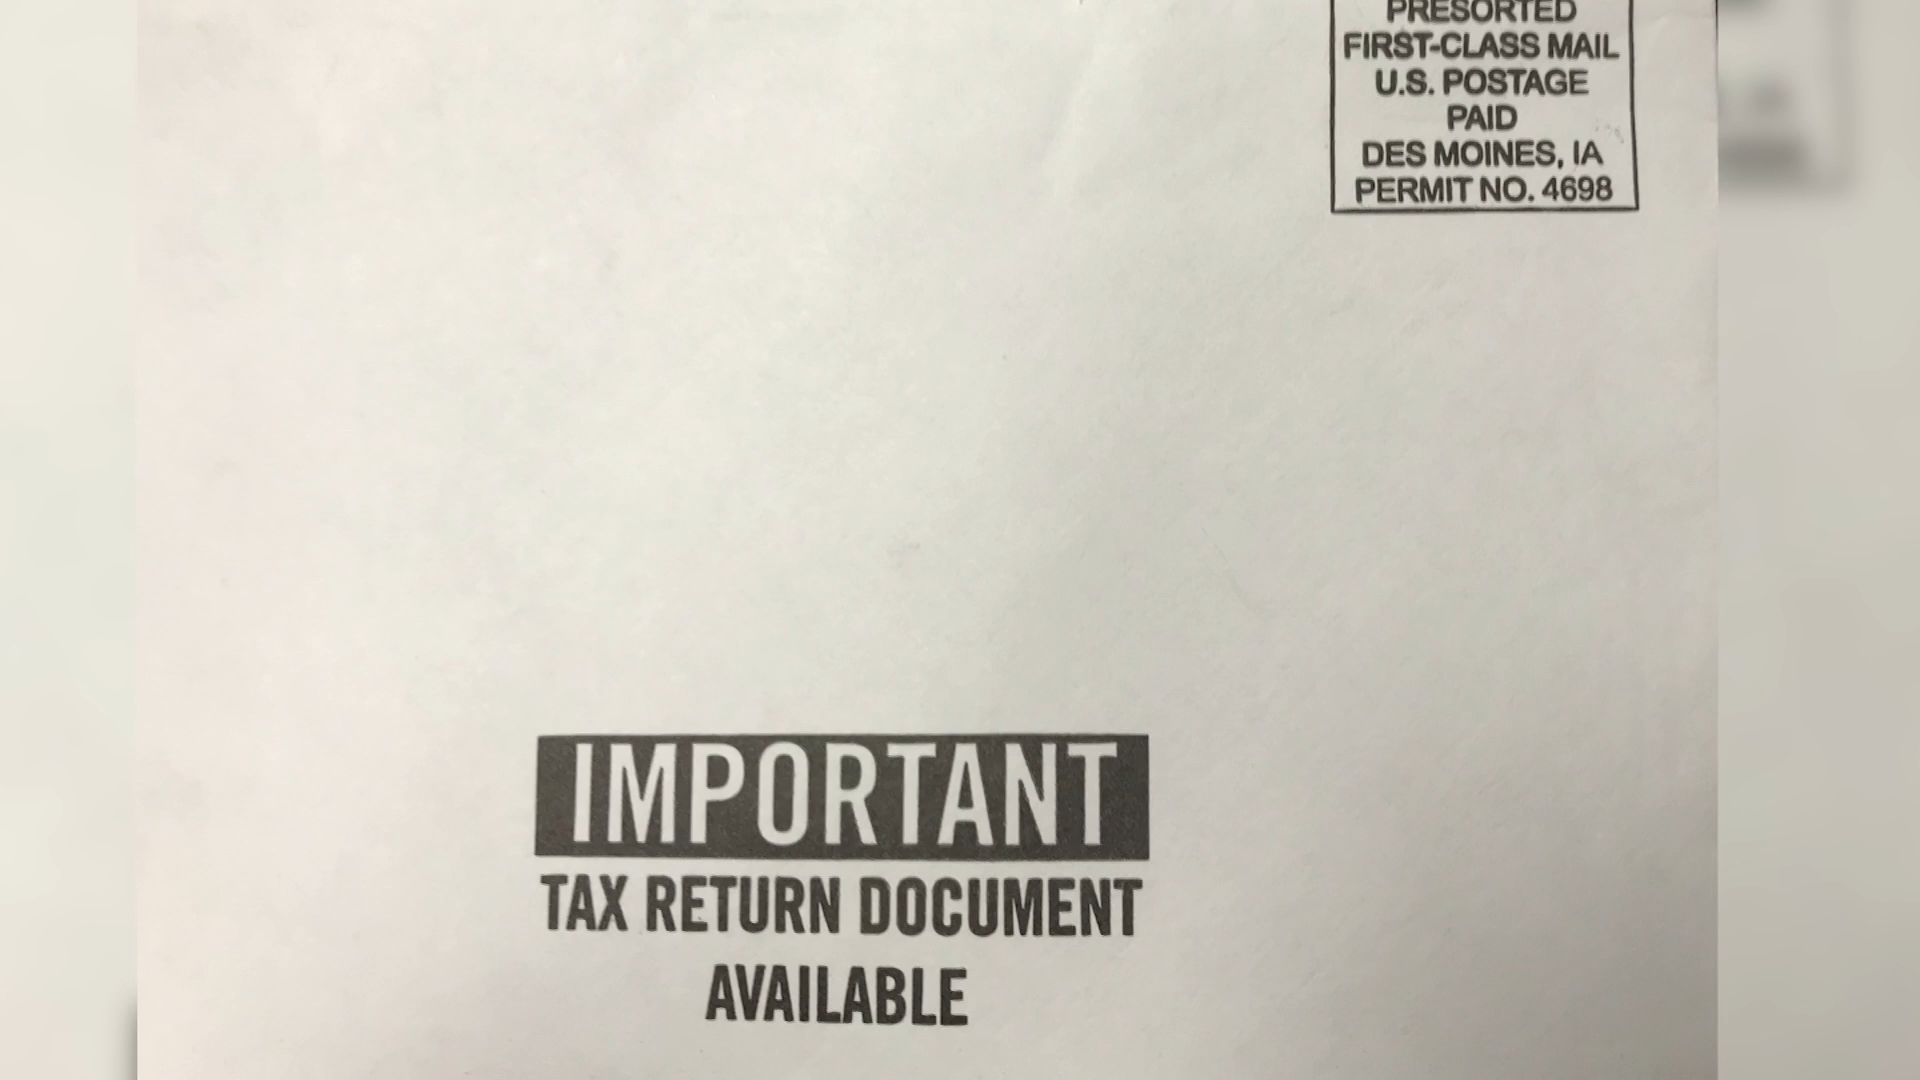 PRESORTED
FIRST-CLASS MAIL
U.S. POSTAGE
PAID
DES MOINES, IA
PERMIT NO. 4698
IMPORTANT
TAX RETURN DOCUMENT
AVAILABLE